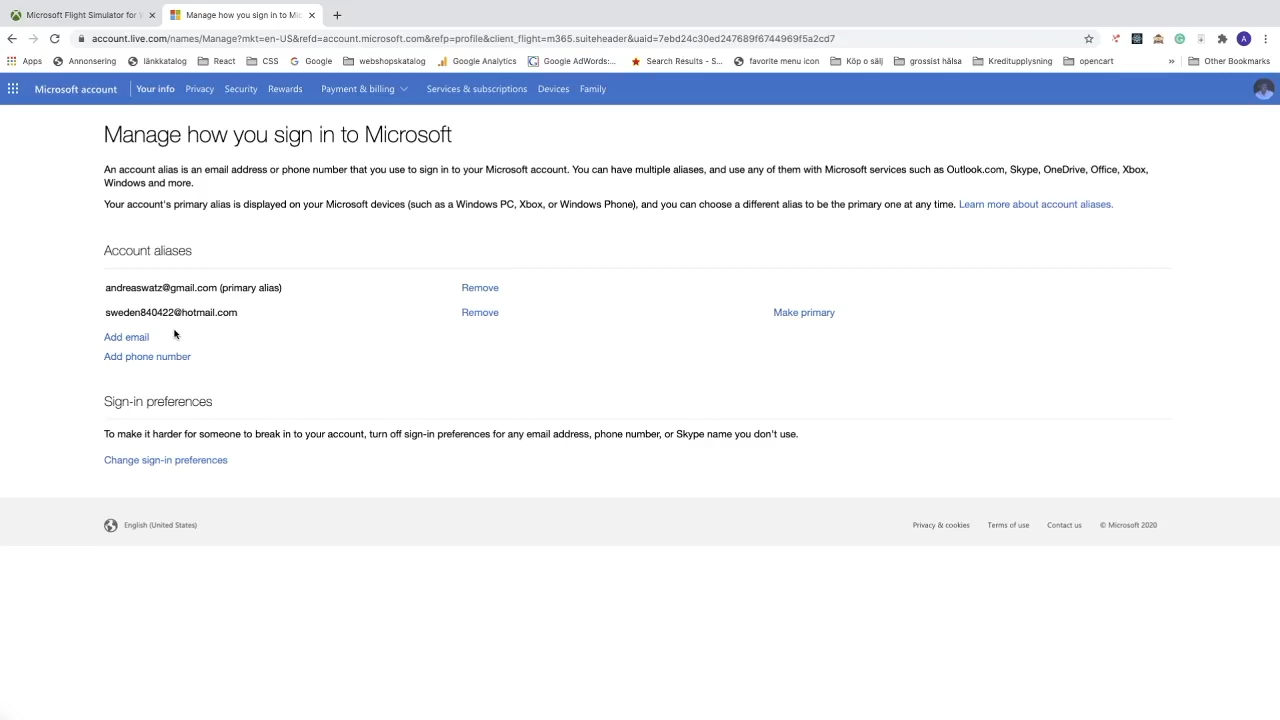 Microsoft Flight Simulator for W
Manage how you sign in to Mic
account.live.com/names/Manage?mkt=en-US&refd=account.microsoft.com&refp=profile&client_flight=m365.suiteheader&uaid=7ebd24c30ed247689f6744969f5a2cd7
A
Apps Annonsering länkkatalog React CSS Google webshopskatalog Google Analytics Google AdWords:... Search Results - S... favorite menu icon Köp o sälj grossist hälsa Kreditupplysning opencart » Other Bookmarks
Microsoft account Your info Privacy Security Rewards Payment & billing Services & subscriptions Devices Family
Manage how you sign in to Microsoft
An account alias is an email address or phone number that you use to sign in to your Microsoft account. You can have multiple aliases, and use any of them with Microsoft services such as Outlook.com, Skype, OneDrive, Office, Xbox,
Windows and more.
Your account's primary alias is displayed on your Microsoft devices (such as a Windows PC, Xbox, or Windows Phone), and you can choose a different alias to be the primary one at any time. Learn more about account aliases.
Account aliases
andreaswatz@gmail.com (primary alias) Remove
sweden840422@hotmail.com Remove Make primary
Add email
Add phone number
Sign-in preferences
To make it harder for someone to break in to your account, turn off sign-in preferences for any email address, phone number, or Skype name you don't use.
Change sign-in preferences
English (United States) Privacy & cookies Terms of use Contact us © Microsoft 2020